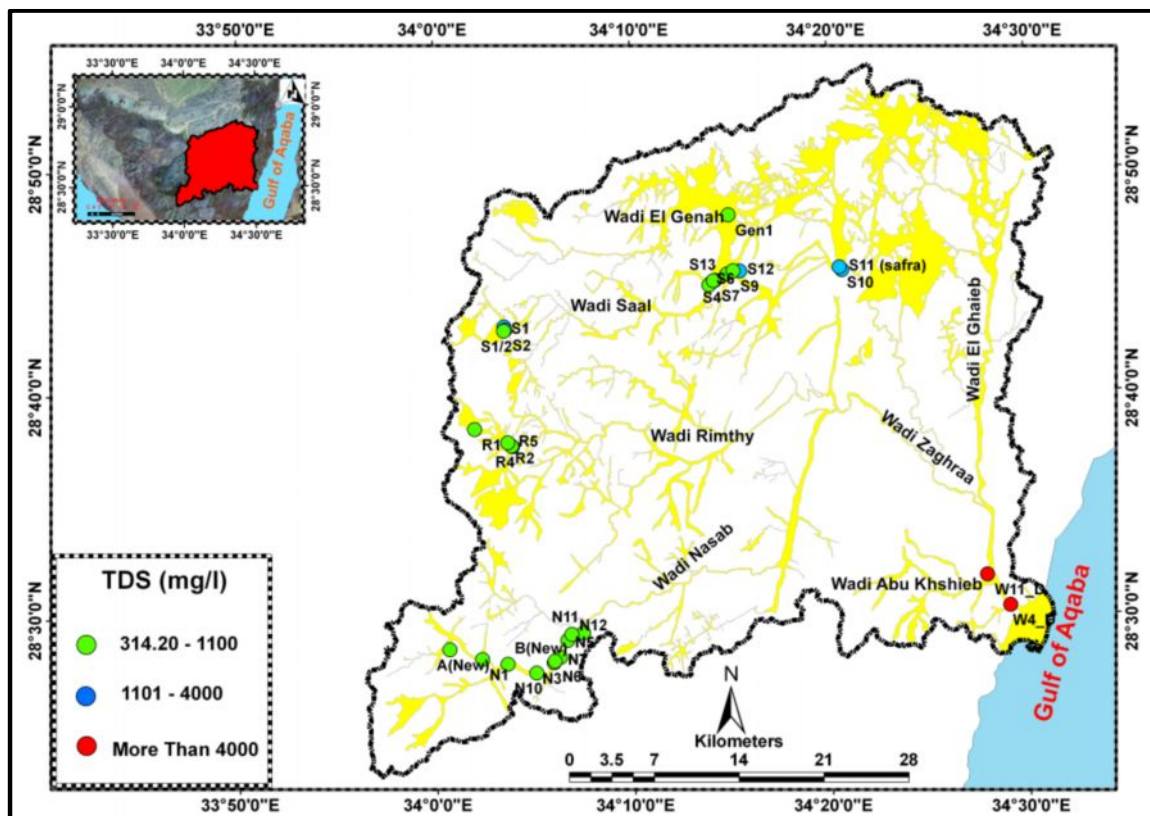 33°50'0"E
34°0'0"E
34°10'0"E
34°20'0"E
34°30'0"E
33°30'0"E
34°0'0"E
34°30'0"E
29°0'0"N
28°30'0"N
29°0'0"N
28°30'0"N
Gulf of Aqaba
33°30'0"E
34°0'0"E
34°30'0"E
28°50'0"N
28°40'0"N
28°30'0"N
28°50'0"N
28°40'0"N
28°30'0"N
Wadi El Genah
Gen1
S13
S12
S6
S9
S4
S7
S11 (safra)
S10
Wadi Saal
S1
S1/2
S2
Wadi El Ghaieb
R1
R5
R2
R4
Wadi Rimthy
Wadi Zaghraa
Wadi Nasab
Wadi Abu Khshieb
W11_D
W4_
Gulf of Aqaba
N11
N12
B(New)
N5
A(New)
N1
N7
N10
N3
N6
TDS (mg/l)
314.20 - 1100
1101 - 4000
More Than 4000
N
Kilometers
0
3.5
7
14
21
28
33°50'0"E
34°0'0"E
34°10'0"E
34°20'0"E
34°30'0"E